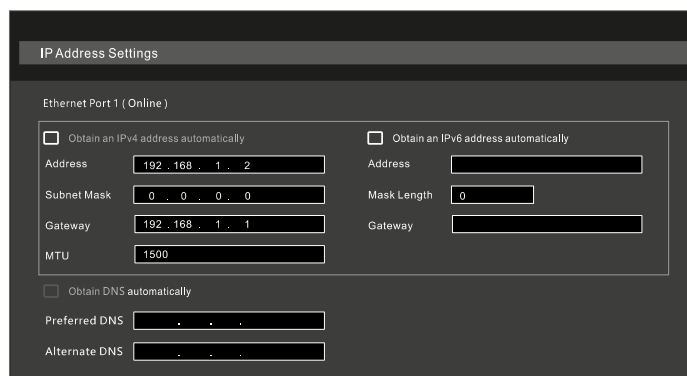 IP Address Settings
Ethernet Port 1 ( Online )
Obtain an IPv4 address automatically
Obtain an IPv6 address automatically
Address 192 . 168 . 1 . 2
Address
Subnet Mask 0 . 0 . 0 . 0
Mask Length 0
Gateway 192 . 168 . 1 . 1
Gateway
MTU 1500
Obtain DNS automatically
Preferred DNS . . .
Alternate DNS . . .